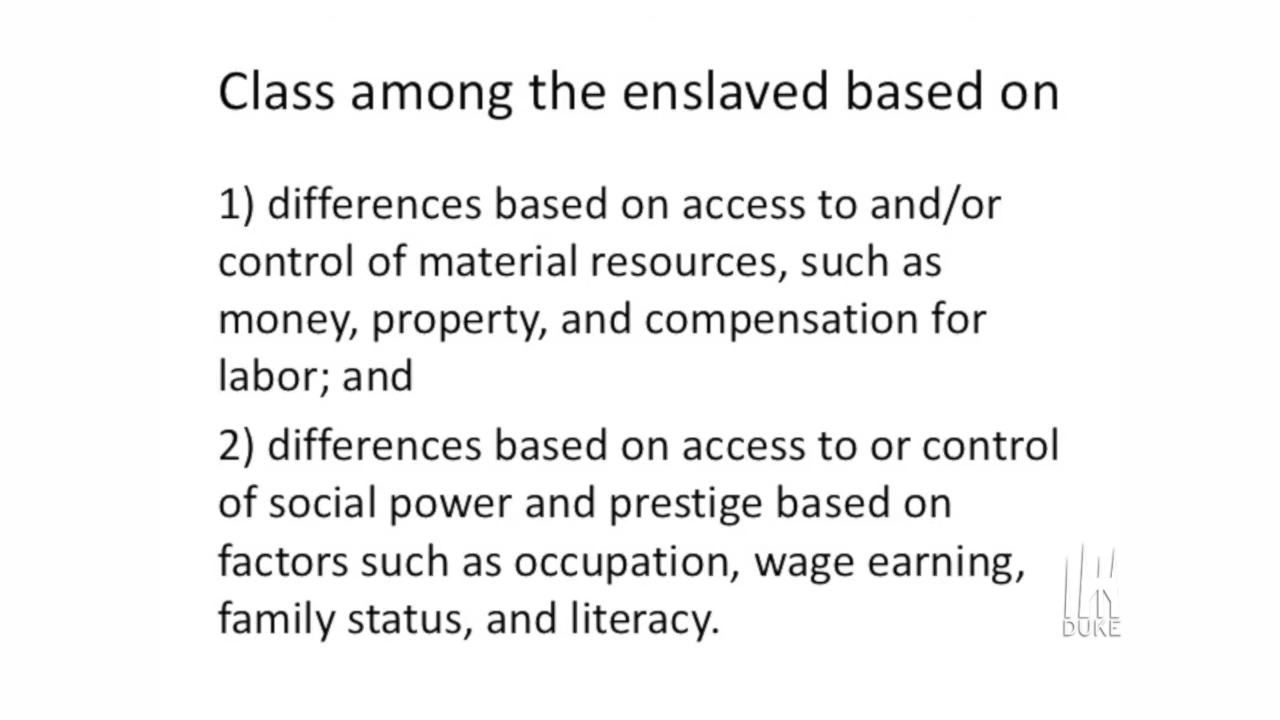 Class among the enslaved based on
1) differences based on access to and/or
control of material resources, such as
money, property, and compensation for
labor; and
2) differences based on access to or control
of social power and prestige based on
factors such as occupation, wage earning,
family status, and literacy.
DUKE